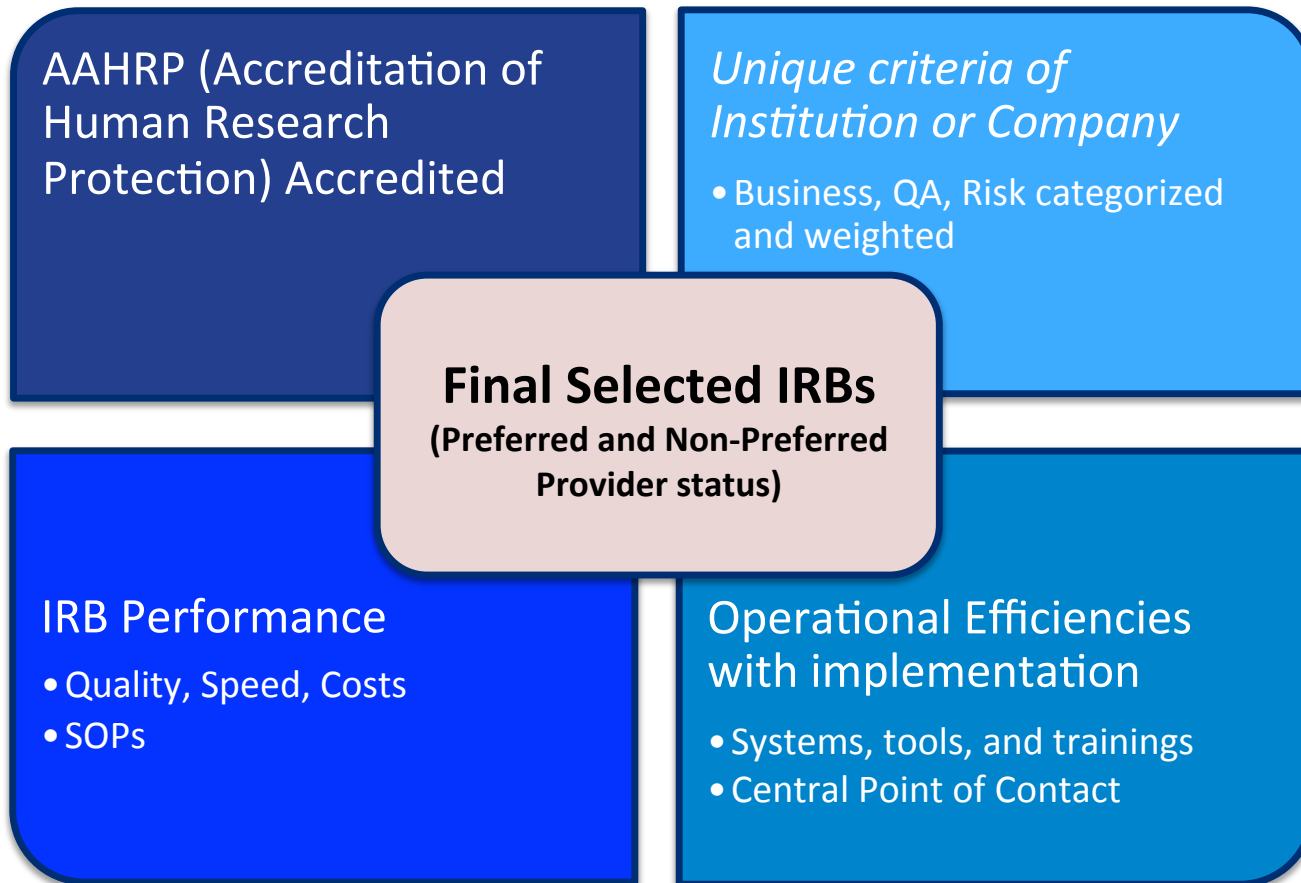 AAHRP (Accreditation of
Human Research
Protection) Accredited
Unique criteria of
Institution or Company
• Business, QA, Risk categorized
and weighted
Final Selected IRBs
(Preferred and Non-Preferred
Provider status)
IRB Performance
• Quality, Speed, Costs
• SOPs
Operational Efficiencies
with implementation
• Systems, tools, and trainings
• Central Point of Contact